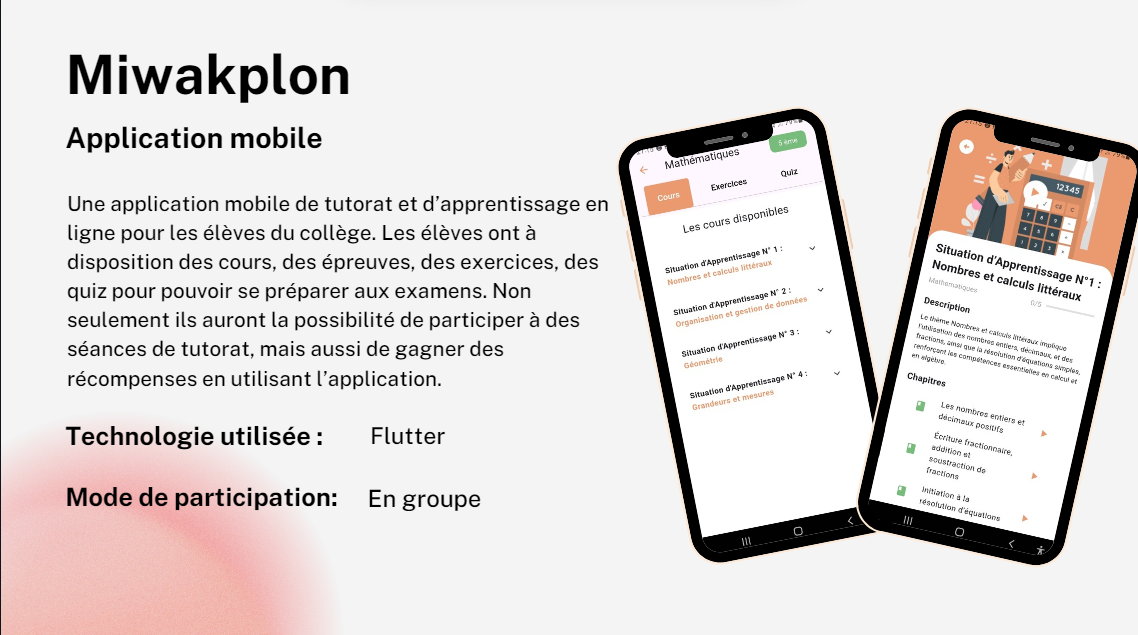 Miwakplon
Application mobile
Une application mobile de tutorat et d’apprentissage en
ligne pour les élèves du collège. Les élèves ont à
disposition des cours, des épreuves, des exercices, des
quiz pour pouvoir se préparer aux examens. Non
seulement ils auront la possibilité de participer à des
séances de tutorat, mais aussi de gagner des
récompenses en utilisant l’application.
Technologie utilisée : Flutter
Mode de participation: En groupe
Mathématiques
5 ème
Cours Exercices Quiz
Les cours disponibles
Situation d'Apprentissage N° 1 :
Nombres et calculs littéraux
Situation d'Apprentissage N° 2 :
Organisation et gestion de données
Situation d'Apprentissage N° 3 :
Géométrie
Situation d'Apprentissage N° 4 :
Grandeurs et mesures
12345
Situation d'Apprentissage N°1 :
Nombres et calculs littéraux
Mathématiques
0/5
Description
Le thème Nombres et calculs littéraux implique
l'utilisation des nombres entiers, décimaux, et des
fractions, ainsi que la résolution d'équations simples,
renforçant les compétences essentielles en calcul et
en algèbre.
Chapitres
Les nombres entiers et
décimaux positifs
Écriture fractionnaire,
addition et
soustraction de
fractions
Initiation à la
résolution d'équations